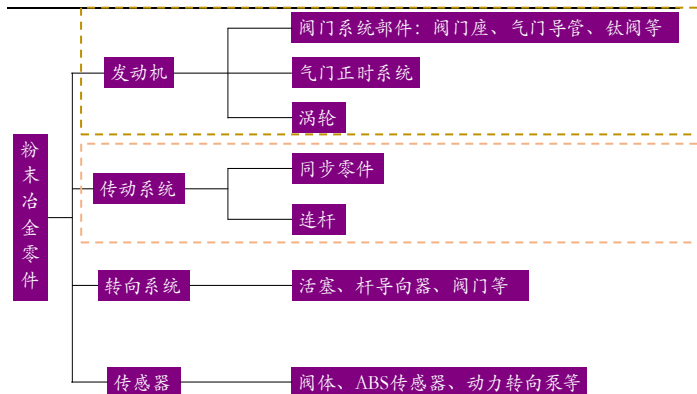 粉末冶金零件
发动机
阀门系统部件：阀门座、气门导管、钛阀等
气门正时系统
涡轮
传动系统
同步零件
连杆
转向系统
活塞、杆导向器、阀门等
传感器
阀体、ABS传感器、动力转向泵等